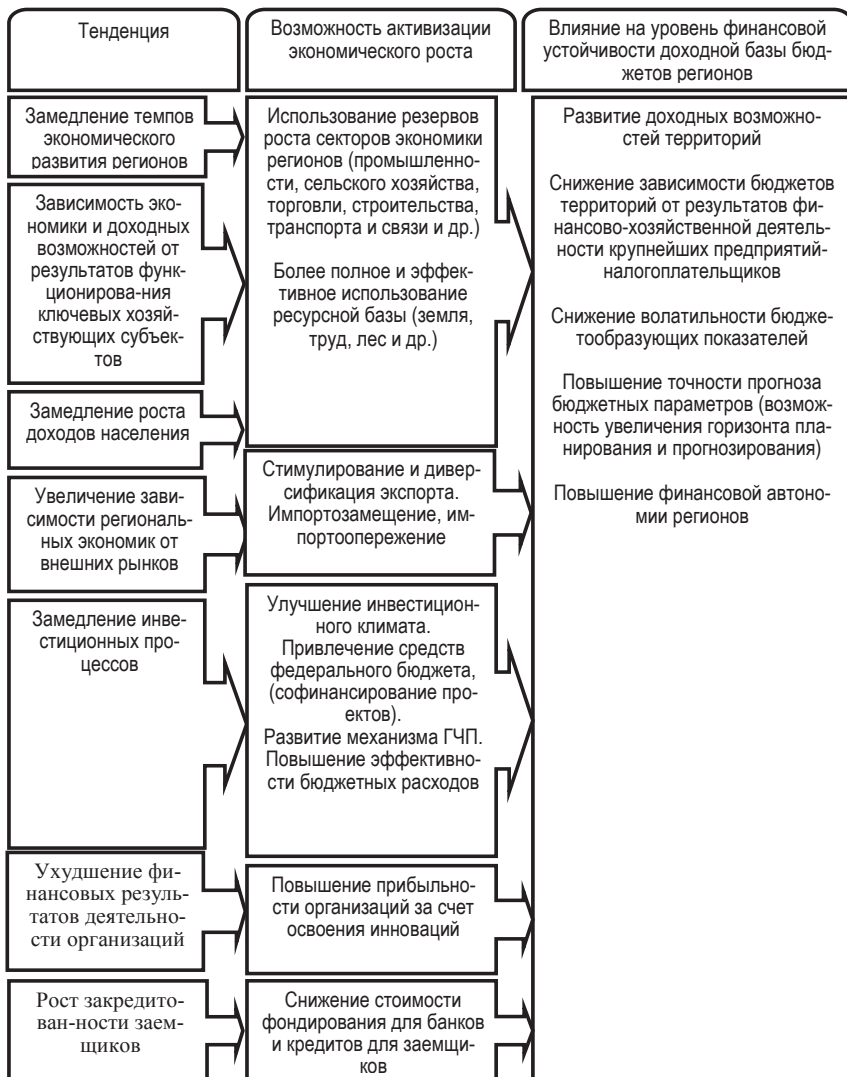 Тенденция
Возможность активизации
экономического роста
Влияние на уровень финансовой
устойчивости доходной базы бюд-
жетов регионов
Замедление темпов
экономического
развития регионов
Зависимость эко-
номики и доходных
возможностей от
результатов функ-
ционирова-ния
ключевых хозяй-
ствующих субъек-
тов
Замедление роста
доходов населения
Увеличение зави-
симости региональ-
ных экономик от
внешних рынков
Замедление инве-
стиционных про-
цессов
Ухудшение фи-
нансовых резуль-
татов деятельно-
сти организаций
Рост закредито-
ван-ности заем-
щиков
Использование резервов
роста секторов экономики
регионов (промышленно-
сти, сельского хозяйства,
торговли, строительства,
транспорта и связи и др.)
Более полное и эффек-
тивное использование
ресурсной базы (земля,
труд, лес и др.)
Стимулирование и дивер-
сификация экспорта.
Импортозамещение, им-
портоопережение
Улучшение инвестицион-
ного климата.
Привлечение средств
федерального бюджета,
(софинансирование про-
ектов).
Развитие механизма ГЧП.
Повышение эффективно-
сти бюджетных расходов
Повышение прибыльно-
сти организаций за счет
освоения инноваций
Снижение стоимости
фондирования для банков
и кредитов для заемщи-
ков
Развитие доходных возможно-
стей территорий
Снижение зависимости бюджетов
территорий от результатов фи-
нансово-хозяйственной деятель-
ности крупнейших предприятий-
налогоплательщиков
Снижение волатильности бюдже-
тообразующих показателей
Повышение точности прогноза
бюджетных параметров (возмож-
ность увеличения горизонта пла-
нирования и прогнозирования)
Повышение финансовой автоно-
мии регионов